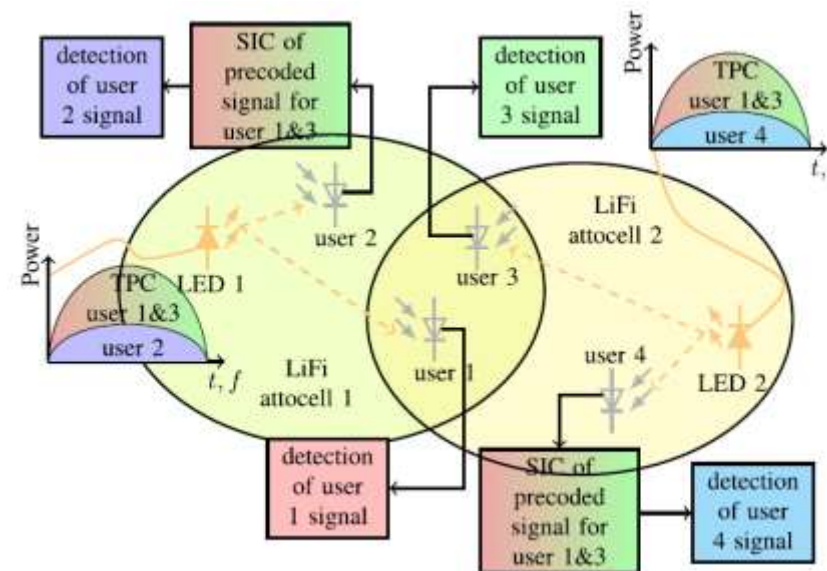 detection
of user
2 signal
SIC of
precoded
signal for
user 1&3
detection
of user
3 signal
Power
TPC
user 1&3
user 4
t,
user 2
LiFi
attocell 2
user 3
Power
LED 1
TPC
user 1&3
user 2
t, f
LiFi
attocell 1
user 1
user 4
LED 2
detection
of user
1 signal
SIC of
precoded
signal for
user 1&3
detection
of user
4 signal